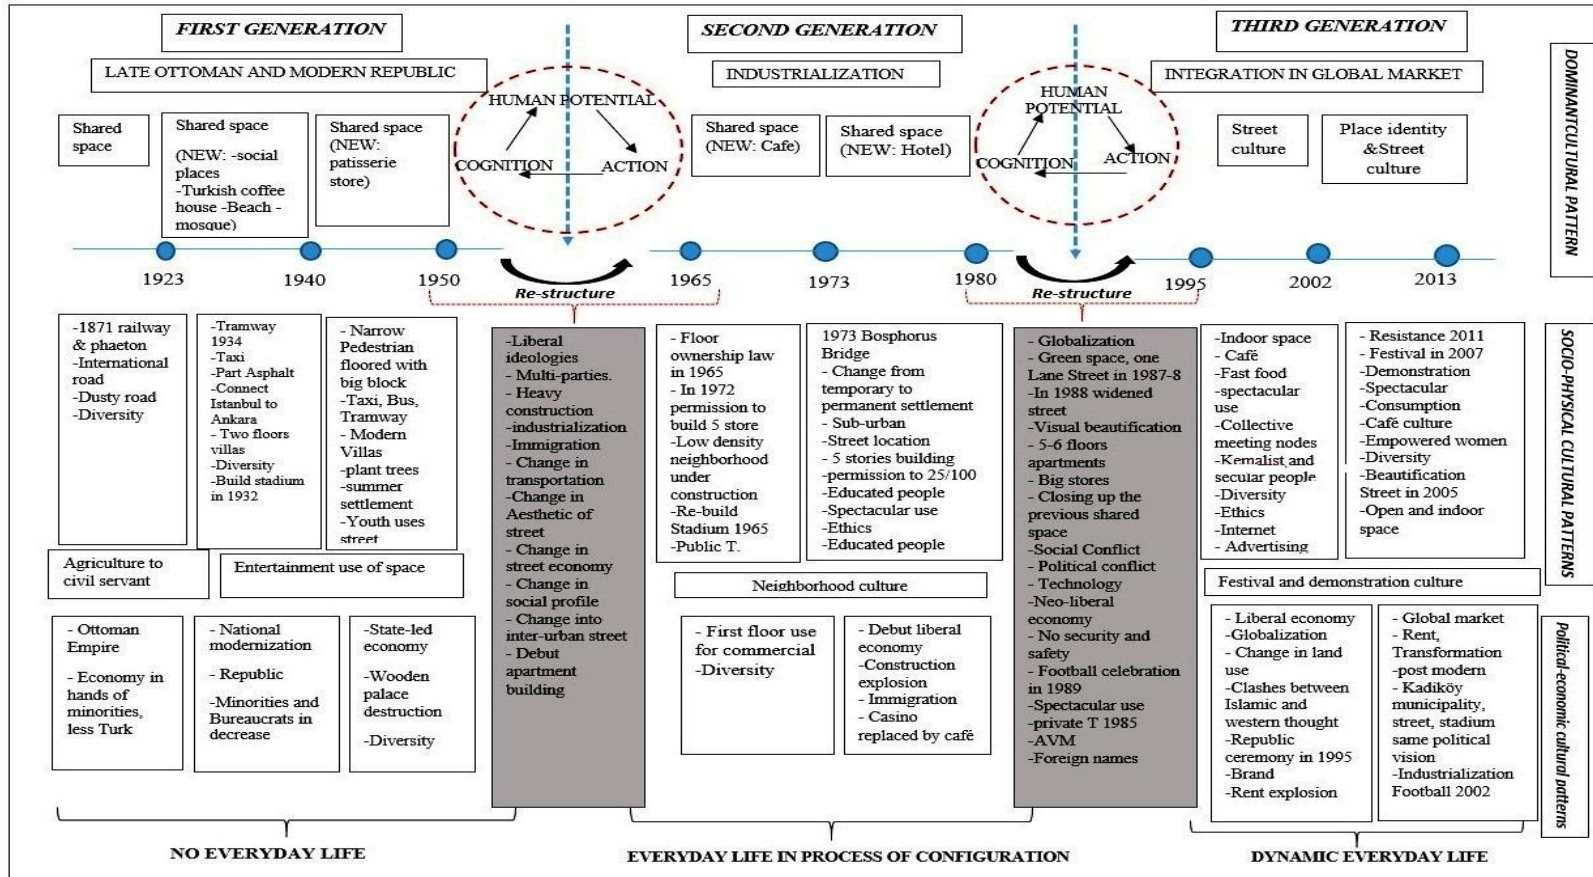 FIRST GENERATION
SECOND GENERATION
THIRD GENERATION
LATE OTTOMAN AND MODERN REPUBLIC
INDUSTRIALIZATION
INTEGRATION IN GLOBAL MARKET
DOMINANTCULTURAL PATTERN
Shared
space
Shared space
(NEW: -social
places
-Turkish coffee
house -Beach -
mosque)
Shared space
(NEW:
patisserie
store)
HUMAN POTENTIAL
COGNITION
ACTION
Shared space
(NEW: Cafe)
Shared space
(NEW: Hotel)
HUMAN
POTENTIAL
COGNITION
ACTION
Street
culture
Place identity
&Street
culture
1923
1940
1950
Re-structure
1965
1973
1980
Re-structure
1995
2002
2013
SOCIO-PHYSICAL CULTURAL PATTERNS
-1871 railway
& phaeton
-International
road
-Dusty road
-Diversity
-Tramway
1934
-Taxi
-Part Asphalt
-Connect
Istanbul to
Ankara
- Two floors
villas
-Diversity
-Build stadium
in 1932
- Narrow
Pedestrian
floored with
big block
-Taxi, Bus,
Tramway
- Modern
Villas
-plant trees
-summer
settlement
-Youth uses
street
-Liberal
ideologies
- Multi-parties.
- Heavy
construction
-industrialization
-Immigration
- Change in
transportation
-Change in
Aesthetic of
street
- Change in
street economy
- Change in
social profile
- Change into
inter-urban street
- Debut
apartment
building
- Floor
ownership law
in 1965
- In 1972
permission to
build 5 store
-Low density
neighborhood
under
construction
-Re-build
Stadium 1965
-Public T.
1973 Bosphorus
Bridge
- Change from
temporary to
permanent settlement
- Sub-urban
-Street location
- 5 stories building
-permission to 25/100
-Educated people
-Spectacular use
-Ethics
-Educated people
- Globalization
- Green space, one
Lane Street in 1987-8
-In 1988 widened
street
-Visual beautification
- 5-6 floors
apartments
- Big stores
- Closing up the
previous shared
space
-Social Conflict
- Political conflict
- Technology
-Neo-liberal
economy
- No security and
safety
- Football celebration
in 1989
-Spectacular use
-private T 1985
-AVM
-Foreign names
-Indoor space
- Café
-Fast food
-spectacular
use
-Collective
meeting nodes
-Kemalist and
secular people
-Diversity
-Ethics
-Internet
- Advertising
- Resistance 2011
- Festival in 2007
-Demonstration
-Spectacular
-Consumption
-Café culture
-Empowered women
-Diversity
-Beautification
Street in 2005
-Open and indoor
space
Agriculture to
civil servant
Entertainment use of space
Neighborhood culture
Festival and demonstration culture
Political-economic cultural patterns
- Ottoman
Empire
- Economy in
hands of
minorities,
less Turk
- National
modernization
- Republic
-Minorities and
Bureaucrats in
decrease
-State-led
economy
-Wooden
palace
destruction
-Diversity
- First floor use
for commercial
-Diversity
- Debut liberal
economy
-Construction
explosion
- Immigration
- Casino
replaced by café
- Liberal economy
-Globalization
- Change in land
use
-Clashes between
Islamic and
western thought
-Republic
ceremony in 1995
-Brand
-Rent explosion
- Global market
- Rent,
Transformation
-post modern
- Kadiköy
municipality,
street, stadium
same political
vision
-Industrialization
Football 2002
NO EVERYDAY LIFE
EVERYDAY LIFE IN PROCESS OF CONFIGURATION
DYNAMIC EVERYDAY LIFE